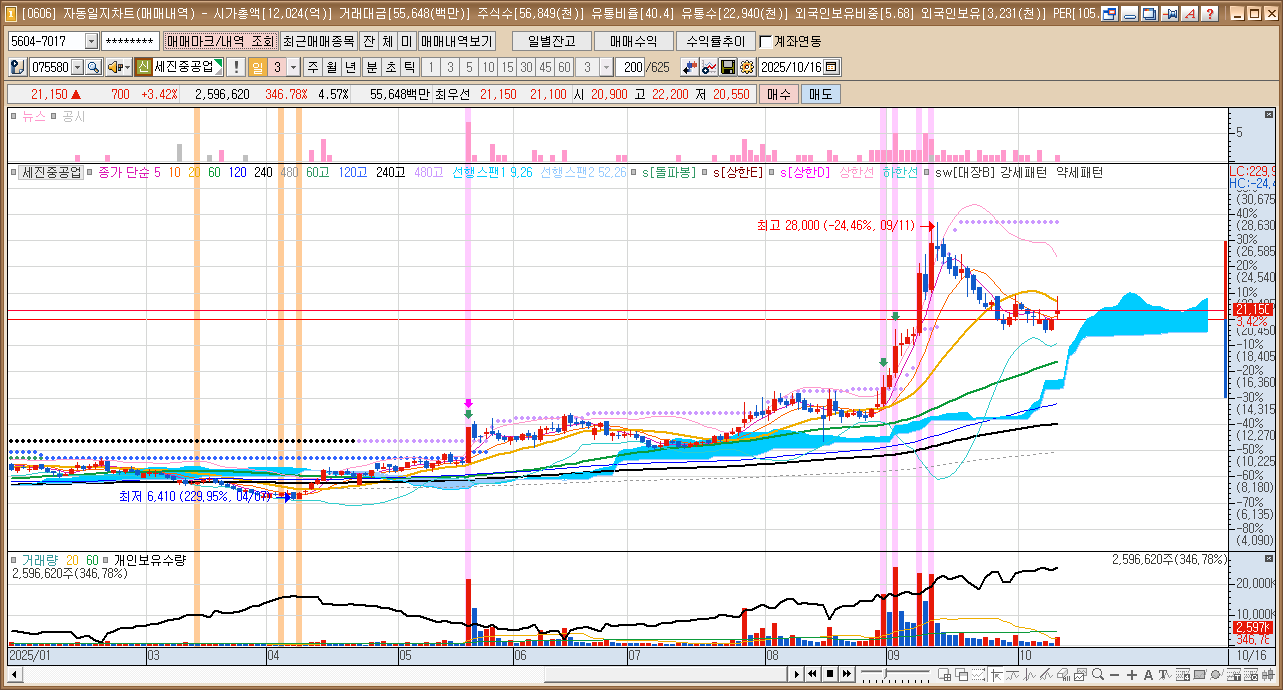 [0606] 자동일지차트(매매내역) - 시가총액[12,024(억)] 거래대금[55,648(백만)] 주식수[56,849(천)] 유통비율[40.4] 유통수[22,940(천)] 외국인보유비중[5.68] 외국인보유[3,231(천)] PER[105.
5604-7017 ******** 매매마크/내역 조회 최근매매종목 잔 체 미 매매내역보기 일별잔고 매매수익 수익률추이 계좌연동
075580 신 세진중공업 ! 일 3 주 월 년 분 초 틱 1 3 5 10 15 30 45 60 3 200 /625 2025/10/16
21,150 ▲ 700 +3.42% 2,596,620 346.78% 4.57% 55,648백만 최우선 21,150 21,100 시 20,900 고 22,200 저 20,550 매수 매도
뉴스 공시
5
세진중공업 종가 단순 5 10 20 60 120 240 480 60고 120고 240고 480고 선행스팬1 9,26 선행스팬2 52,26 s[돌파봉] s[상한E] s[상한D] 상한선 하한선 sw[대장B] 강세패턴 약세패턴
LC:229.9
HC:-24.4
(30,675
40%
(28,630
30%
(26,585
20%
(24,540
10%
21,150
3.42%
(20,450
-10%
(18,405
-20%
(16,360
-30%
(14,315
-40%
(12,270
-50%
(10,225
-60%
(8,180)
-70%
(6,135)
-80%
(4,090)
최고 28,000 (-24.46%, 09/11)
최저 6,410 (229.95%, 04/07)
거래량 20 60 개인보유수량
2,596,620주(346.78%)
2,596,620주(346.78%)
20,000K
10,000K
2,597K
346.78
2025/01 03 04 05 06 07 08 09 10 10/16